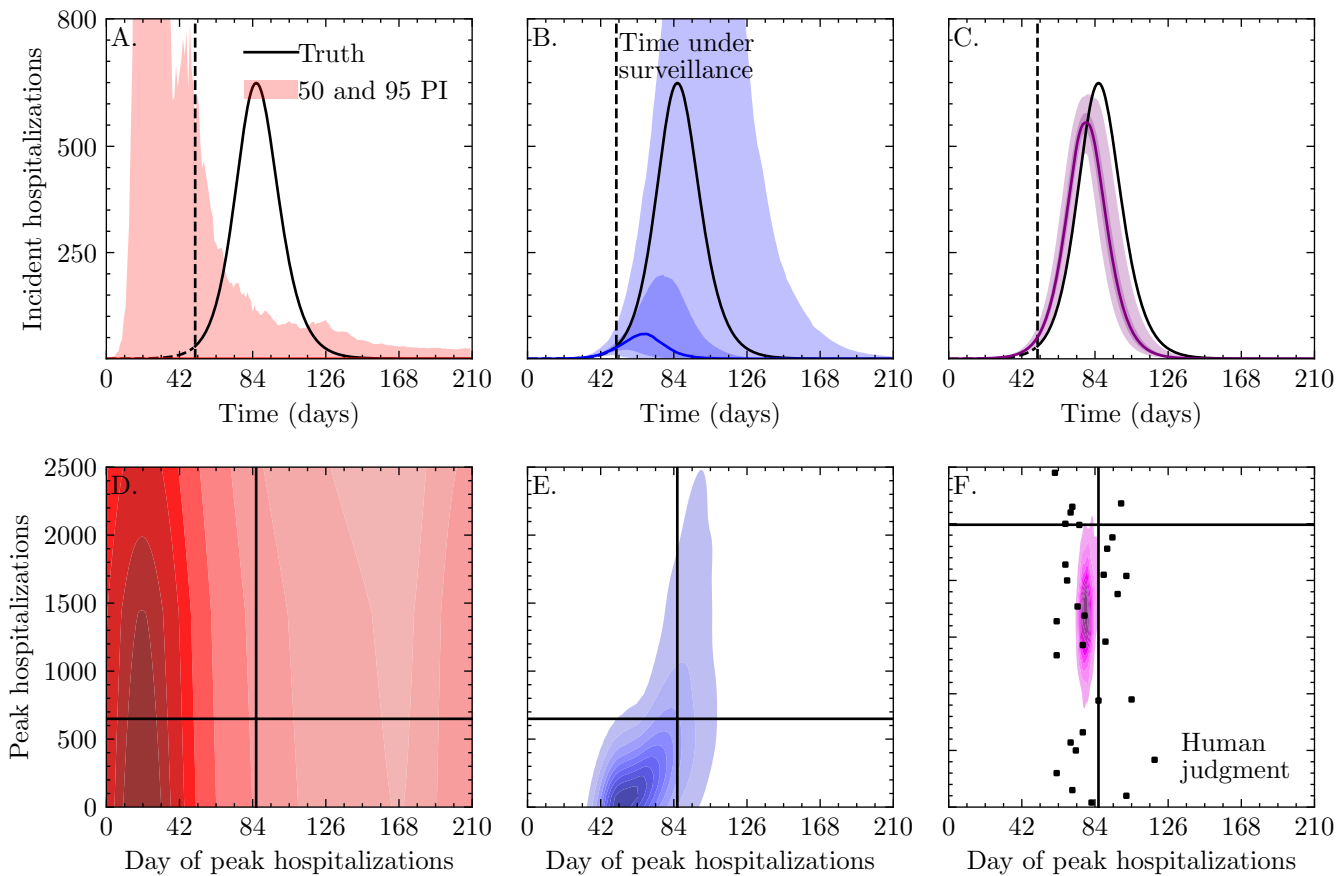 800
500
250
Incident hospitalizations
A.
Truth
50 and 95 PI
0 42 84 126 168 210
Time (days)
B.
Time under
surveillance
0 42 84 126 168 210
Time (days)
C.
0 42 84 126 168 210
Time (days)
2500
2000
1500
1000
500
0
Peak hospitalizations
D.
0 42 84 126 168 210
Day of peak hospitalizations
E.
0 42 84 126 168 210
Day of peak hospitalizations
F.
Human
judgment
0 42 84 126 168 210
Day of peak hospitalizations